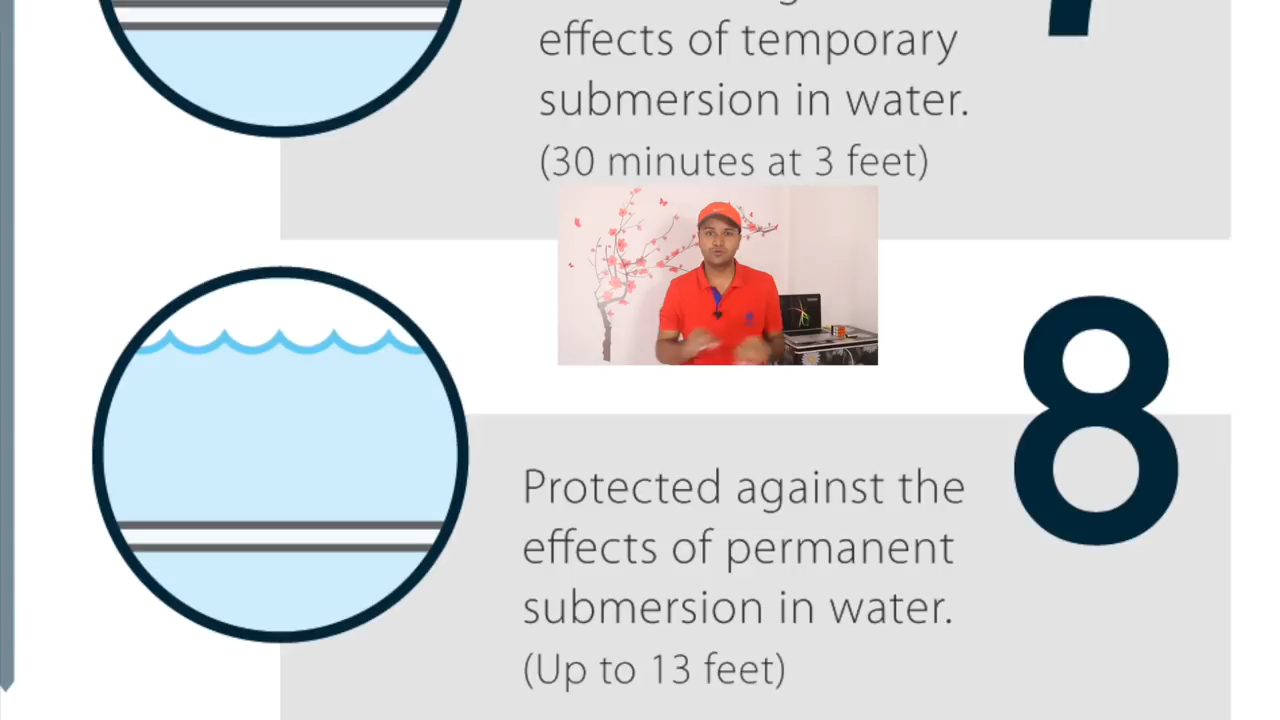 effects of temporary
submersion in water.
(30 minutes at 3 feet)
8
Protected against the
effects of permanent
submersion in water.
(Up to 13 feet)